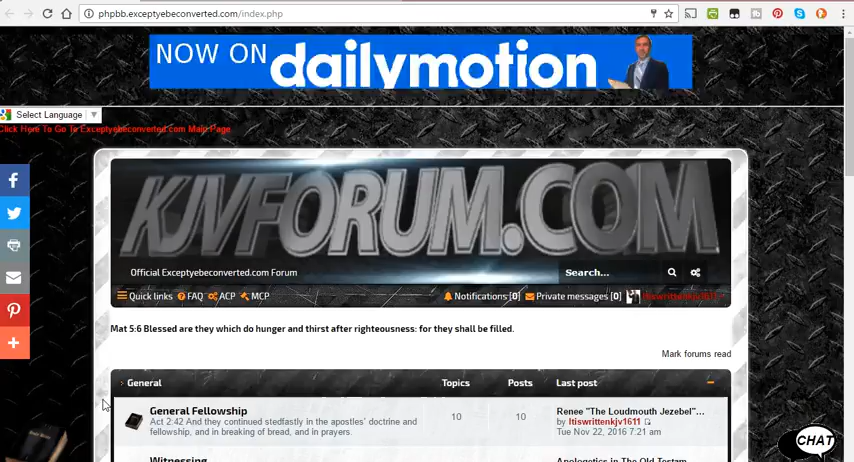 phpbb.exceptyebeconverted.com/index.php
NOW ON dailymotion
Select Language
Click Here To Go To Exceptyebeconverted.com Main Page
KJVFORUM.COM
Official Exceptyebeconverted.com Forum
Search...
Quick links FAQ ACP MCP Notifications [0] Private messages [0] Itiswrittenkjv1611
Mat 5:6 Blessed are they which do hunger and thirst after righteousness: for they shall be filled.
Mark forums read
General Topics Posts Last post
General Fellowship
Act 2:42 And they continued stedfastly in the apostles' doctrine and
fellowship, and in breaking of bread, and in prayers.
10 10
Renee "The Loudmouth Jezebel"...
by Itiswrittenkjv1611
Tue Nov 22, 2016 7:21 am
Witnessing
Apologetics in The Old Testam
CHAT